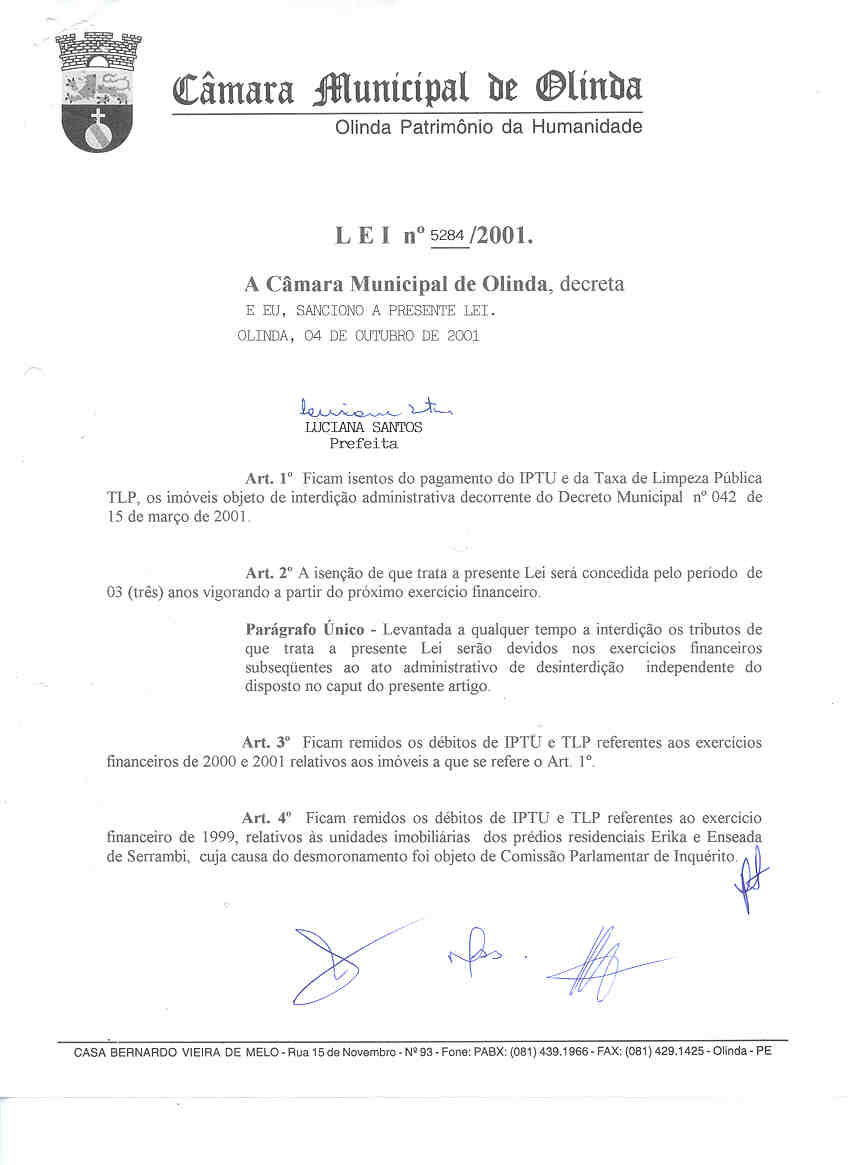 Câmara Municipal de Olinda
Olinda Patrimônio da Humanidade
L E I nº 5284 /2001.
A Câmara Municipal de Olinda, decreta
E EU, SANCIONO A PRESENTE LEI.
OLINDA, 04 DE OUTUBRO DE 2001
LUCIANA SANTOS
Prefeita
Art. 1º Ficam isentos do pagamento do IPTU e da Taxa de Limpeza Pública
TLP, os imóveis objeto de interdição administrativa decorrente do Decreto Municipal nº 042 de
15 de março de 2001.
Art. 2º A isenção de que trata a presente Lei será concedida pelo período de
03 (três) anos vigorando a partir do próximo exercício financeiro.
Parágrafo Único - Levantada a qualquer tempo a interdição os tributos de
que trata a presente Lei serão devidos nos exercícios financeiros
subseqüentes ao ato administrativo de desinterdição independente do
disposto no caput do presente artigo.
Art. 3º Ficam remidos os débitos de IPTU e TLP referentes aos exercícios
financeiros de 2000 e 2001 relativos aos imóveis a que se refere o Art. 1º.
Art. 4º Ficam remidos os débitos de IPTU e TLP referentes ao exercício
financeiro de 1999, relativos às unidades imobiliárias dos prédios residenciais Erika e Enseada
de Serrambi, cuja causa do desmoronamento foi objeto de Comissão Parlamentar de Inquérito.
CASA BERNARDO VIEIRA DE MELO - Rua 15 de Novembro - Nº 93 - Fone: PABX: (081) 439.1966 - FAX: (081) 429.1425 - Olinda - PE